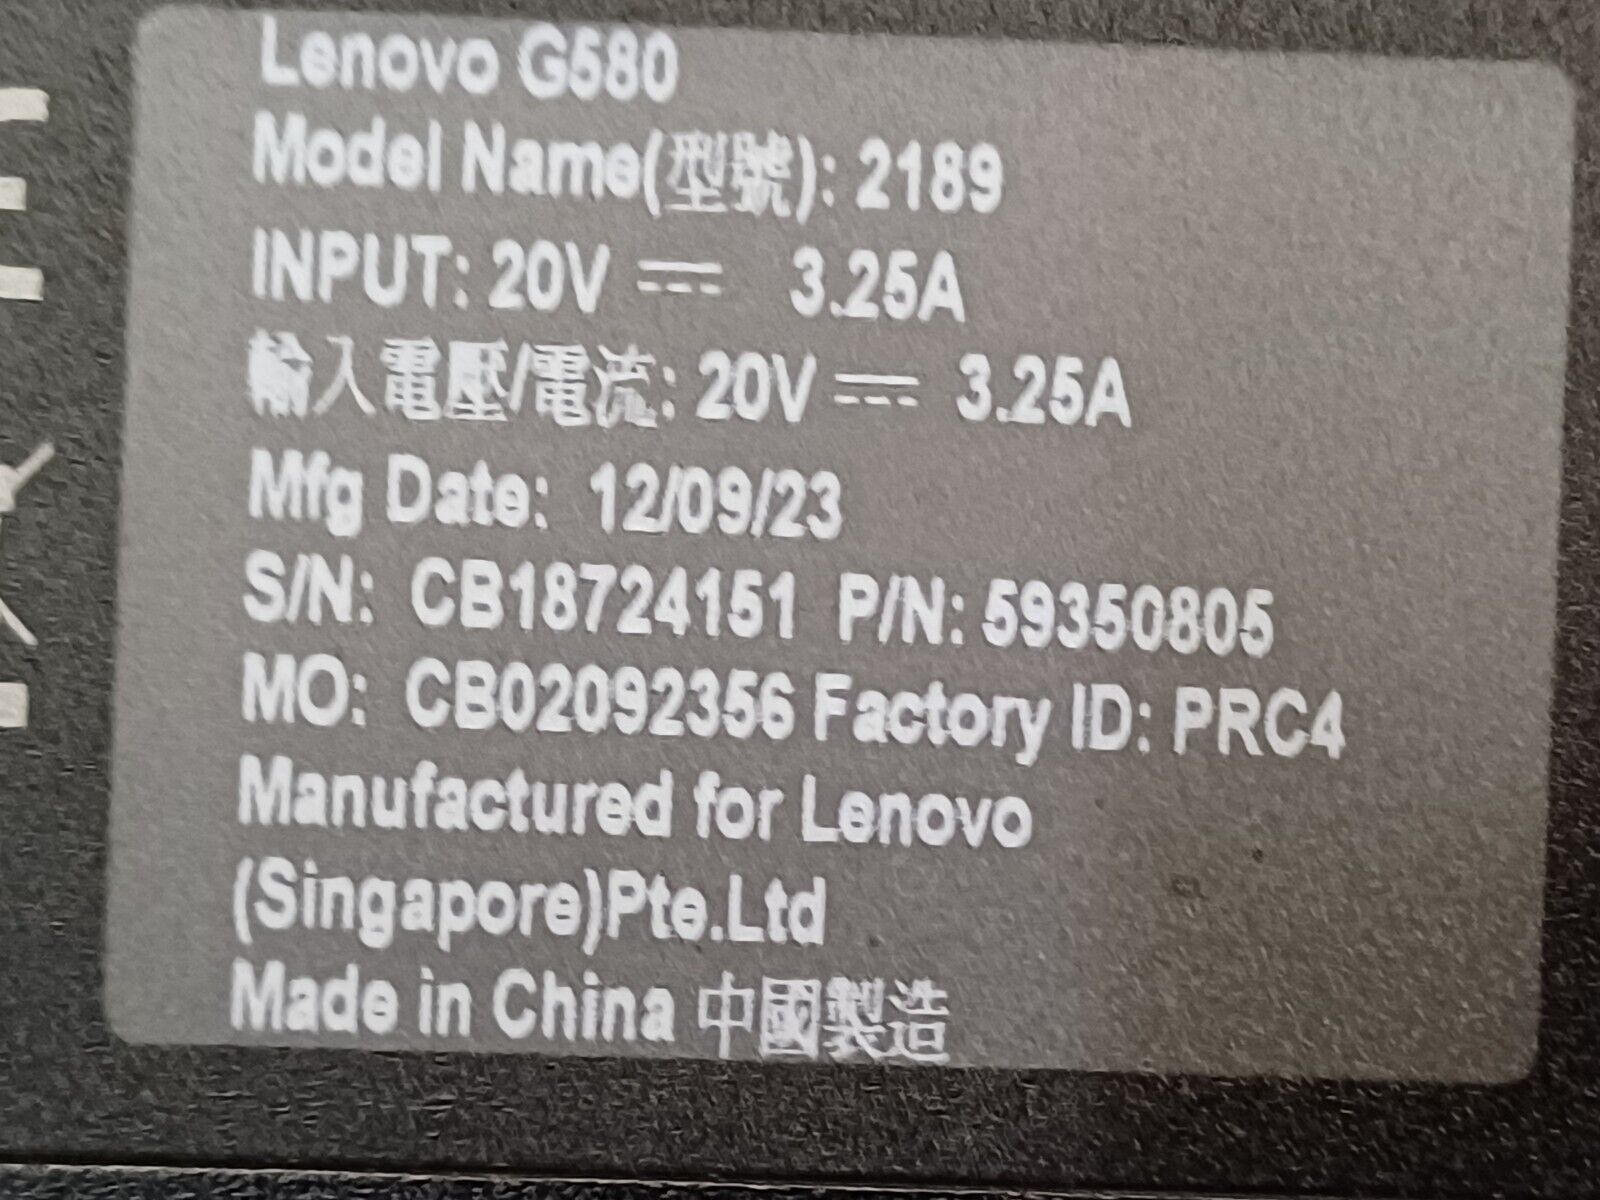 Lenovo G580
Model Name(型號): 2189
INPUT: 20V ⎓ 3.25A
輸入電壓/電流: 20V ⎓ 3.25A
Mfg Date: 12/09/23
S/N: CB18724151 P/N: 59350805
MO: CB02092356 Factory ID: PRC4
Manufactured for Lenovo
(Singapore)Pte.Ltd
Made in China 中國製造